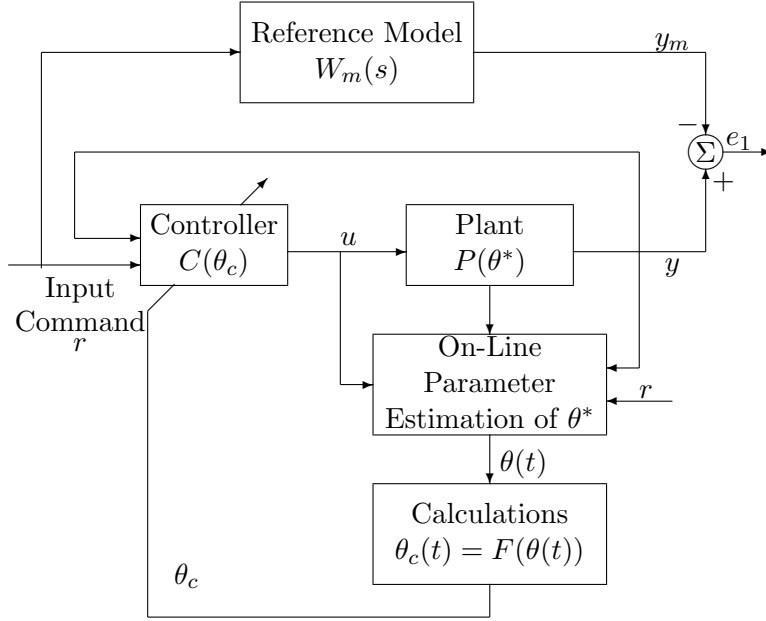 Reference Model
W_m(s)
y_m
−
Σ
e_1
+
Controller
C(θ_c)
u
Plant
P(θ*)
y
Input
Command
r
On-Line
Parameter
Estimation of θ*
r
θ(t)
Calculations
θ_c(t) = F(θ(t))
θ_c